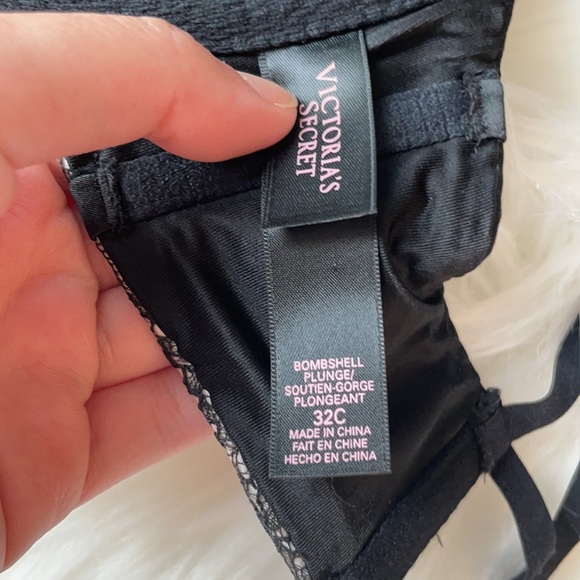 VICTORIA'S
SECRET
BOMBSHELL
PLUNGE/
SOUTIEN-GORGE
PLONGEANT
32C
MADE IN CHINA
FAIT EN CHINE
HECHO EN CHINA